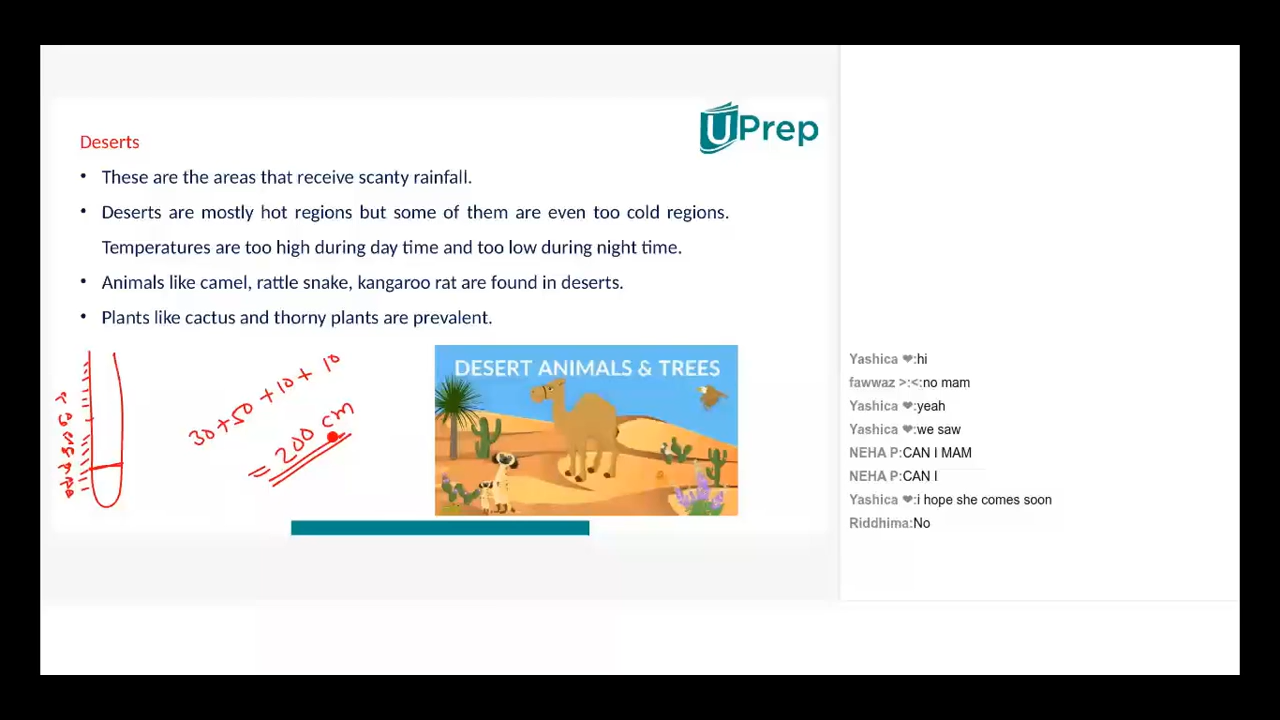 UPrep
Deserts
• These are the areas that receive scanty rainfall.
• Deserts are mostly hot regions but some of them are even too cold regions.
Temperatures are too high during day time and too low during night time.
• Animals like camel, rattle snake, kangaroo rat are found in deserts.
• Plants like cactus and thorny plants are prevalent.
30+50+10+10
= 200 cm
DESERT ANIMALS & TREES
Yashica ❤:hi
fawwaz >:<:no mam
Yashica ❤:yeah
Yashica ❤:we saw
NEHA P:CAN I MAM
NEHA P:CAN I
Yashica ❤:i hope she comes soon
Riddhima:No